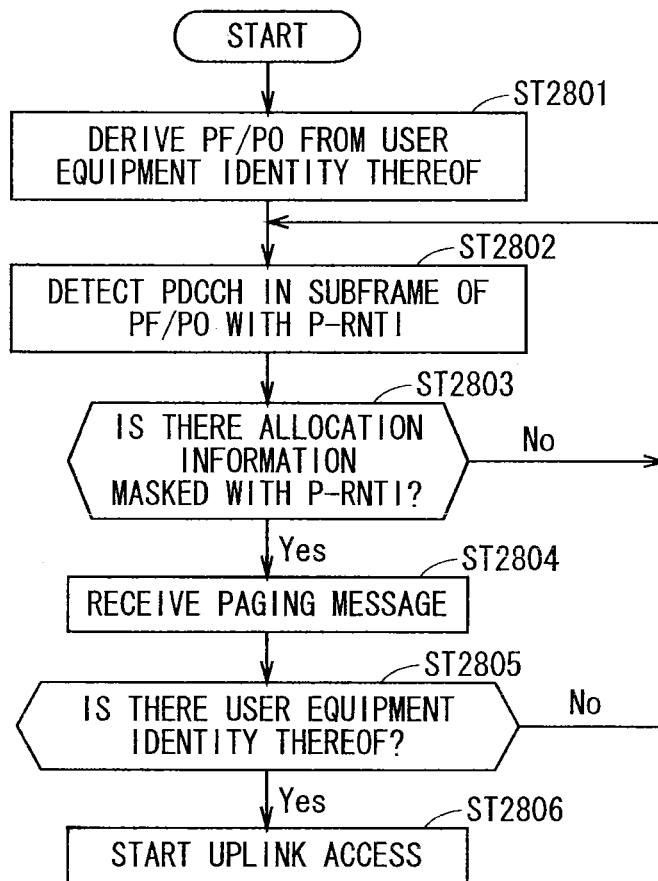 START
ST2801
DERIVE PF/PO FROM USER
EQUIPMENT IDENTITY THEREOF
ST2802
DETECT PDCCH IN SUBFRAME OF
PF/PO WITH P-RNTI
ST2803
IS THERE ALLOCATION
INFORMATION
MASKED WITH P-RNTI?
No
Yes
ST2804
RECEIVE PAGING MESSAGE
ST2805
IS THERE USER EQUIPMENT
IDENTITY THEREOF?
No
Yes
ST2806
START UPLINK ACCESS